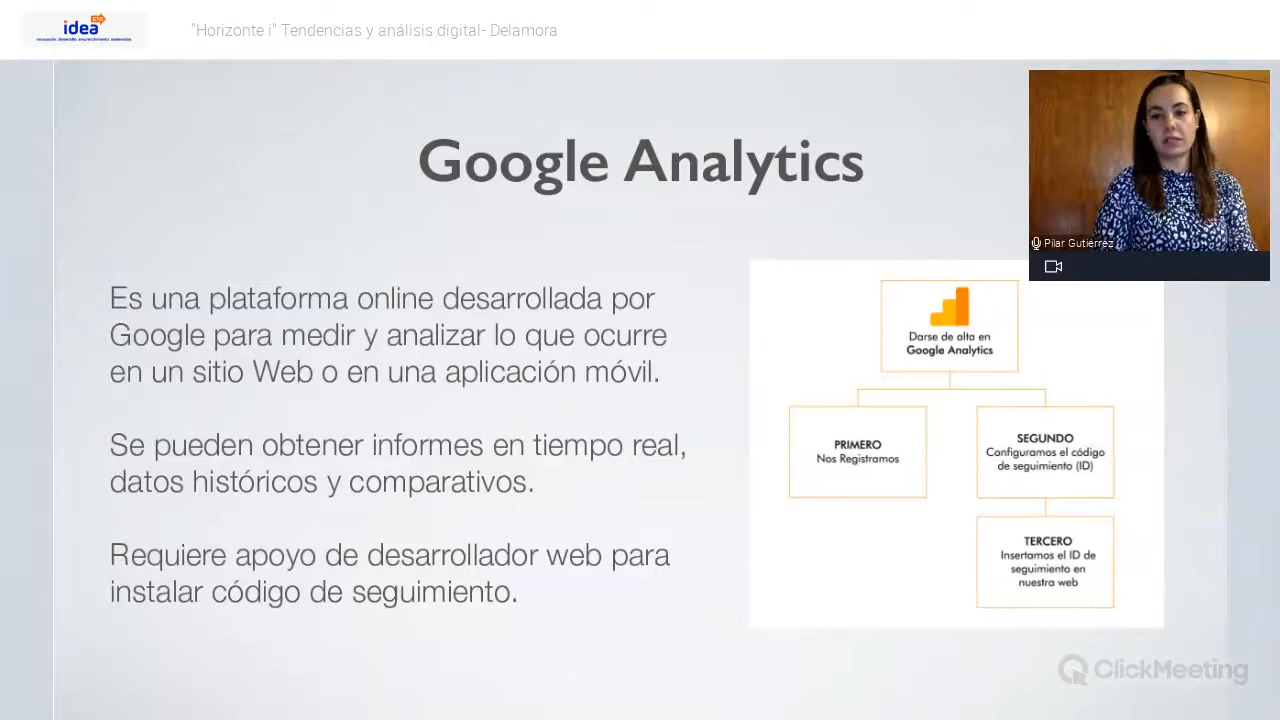 idea GTO
"Horizonte i" Tendencias y análisis digital- Delamora
Google Analytics
Pilar Gutiérrez
Es una plataforma online desarrollada por
Google para medir y analizar lo que ocurre
en un sitio Web o en una aplicación móvil.
Se pueden obtener informes en tiempo real,
datos históricos y comparativos.
Requiere apoyo de desarrollador web para
instalar código de seguimiento.
Darse de alta en
Google Analytics
PRIMERO
Nos Registramos
SEGUNDO
Configuramos el código
de seguimiento (ID)
TERCERO
Insertamos el ID de
seguimiento en
nuestra web
ClickMeeting